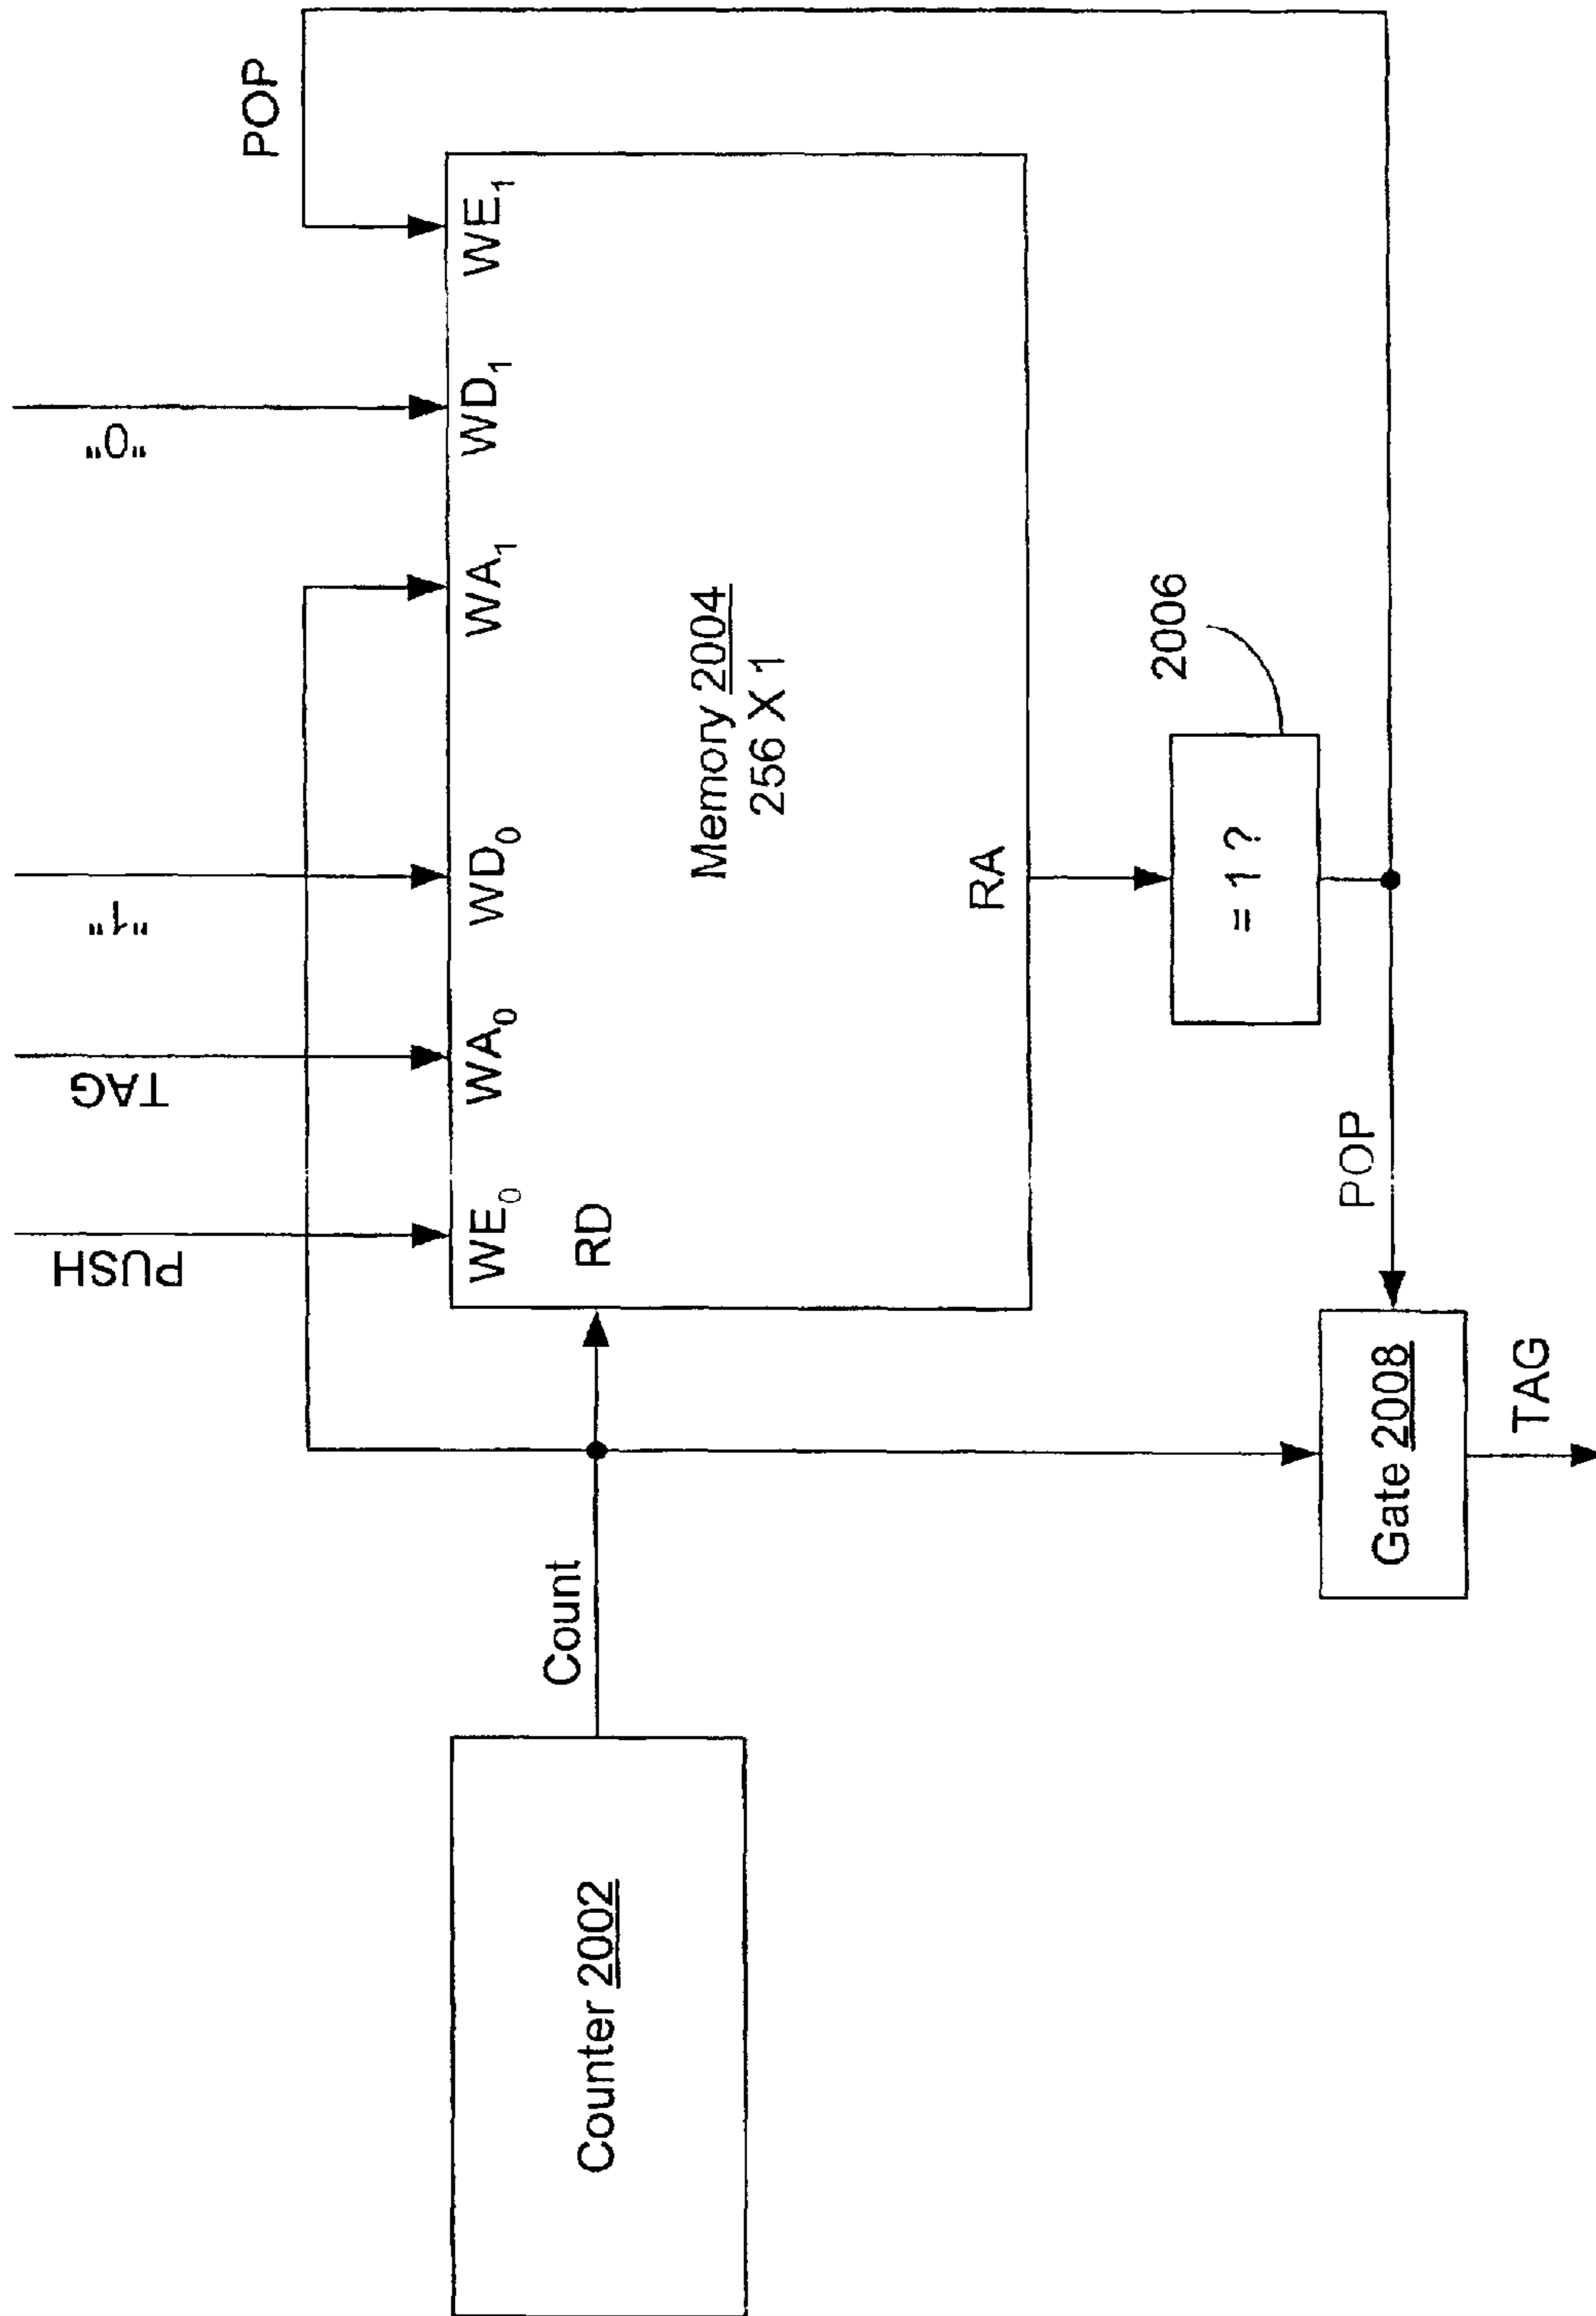 PUSH
TAG
"1"
"0"
POP
WE0
WA0
WD0
WA1
WD1
WE1
RD
Count
Counter 2002
Memory 2004
256 X 1
RA
= 1 ?
2006
POP
Gate 2008
TAG